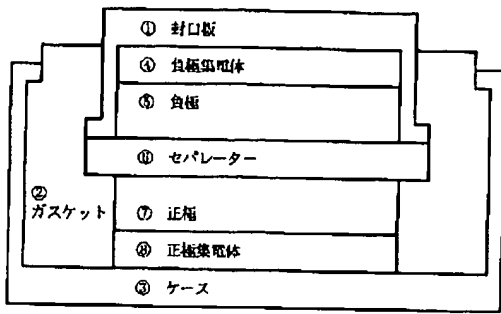 ① 封口板
④ 負極集電体
⑤ 負極
⑥ セパレーター
②
ガスケット
⑦ 正極
⑧ 正極集電体
③ ケース